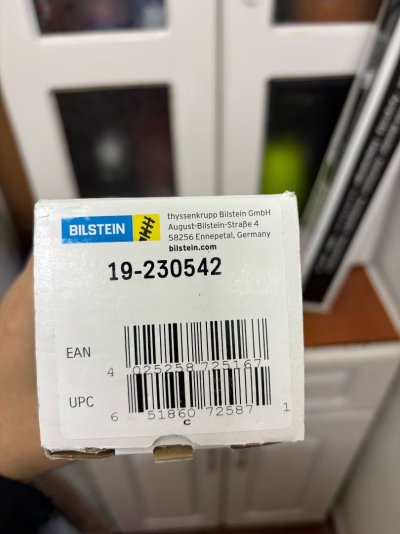 BILSTEIN
thyssenkrupp Bilstein GmbH
August-Bilstein-Straße 4
58256 Ennepetal, Germany
bilstein.com
19-230542
EAN
4 025258 725167
UPC
6 51860 72587 1
C